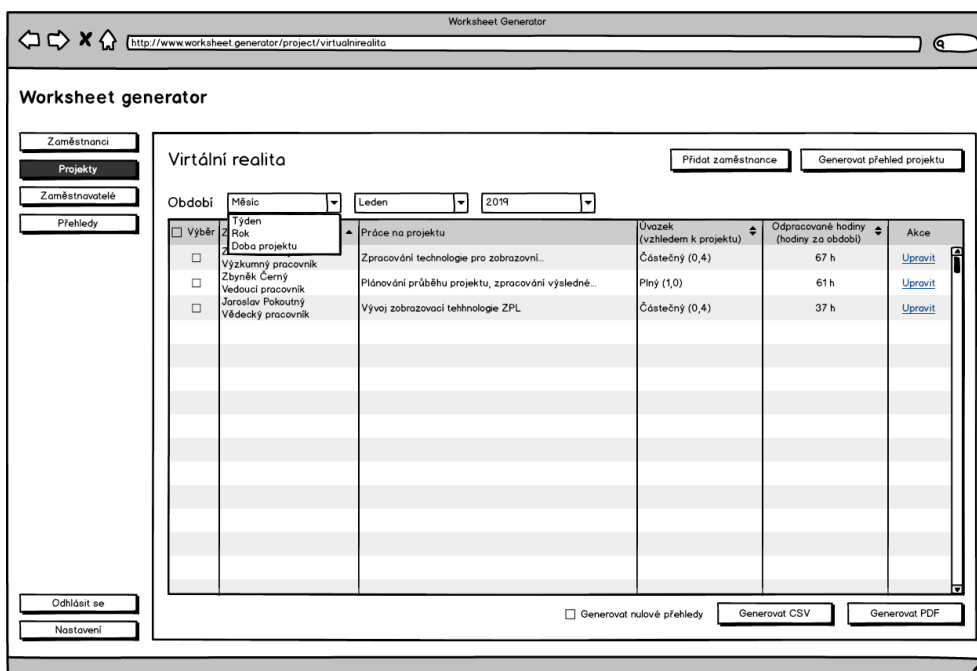 Worksheet Generator
http://www.worksheet.generator/project/virtualnirealita
Worksheet generator
Zaměstnanci
Projekty
Zaměstnavatelé
Přehledy
Odhlásit se
Nastavení
Virtální realita
Přidat zaměstnance
Generovat přehled projektu
Období
Měsíc
Leden
2019
Týden
Rok
Doba projektu
Výběr
Práce na projektu
Úvazek
(vzhledem k projektu)
Odpracované hodiny
(hodiny za období)
Akce
Výzkumný pracovník
Zpracování technologie pro zobrazovní...
Částečný (0,4)
67 h
Upravit
Zbyněk Černý
Vedoucí pracovník
Plánování průběhu projektu, zpracování výsledné...
Plný (1,0)
61 h
Upravit
Jaroslav Pokoutný
Vědecký pracovník
Vývoj zobrazovací tehhnologie ZPL
Částečný (0,4)
37 h
Upravit
Generovat nulové přehledy
Generovat CSV
Generovat PDF